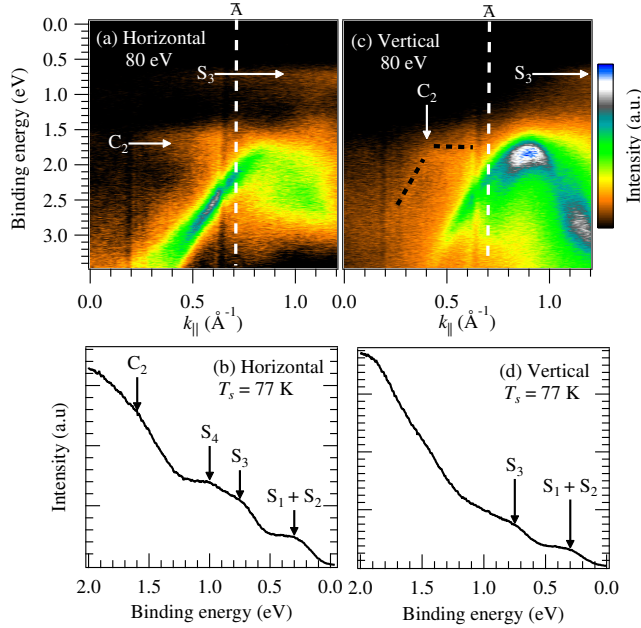 A̅
A̅
(a) Horizontal
80 eV
S3
C2
(c) Vertical
80 eV
S3
C2
Binding energy (eV)
0.0
0.5
1.0
1.5
2.0
2.5
3.0
0.0
0.5
1.0
k|| (Å-1)
0.0
0.5
1.0
k|| (Å-1)
Intensity (a.u.)
(b) Horizontal
Ts = 77 K
C2
S4
S3
S1 + S2
Intensity (a.u)
2.0
1.5
1.0
0.5
0.0
Binding energy (eV)
(d) Vertical
Ts = 77 K
S3
S1 + S2
2.0
1.5
1.0
0.5
0.0
Binding energy (eV)